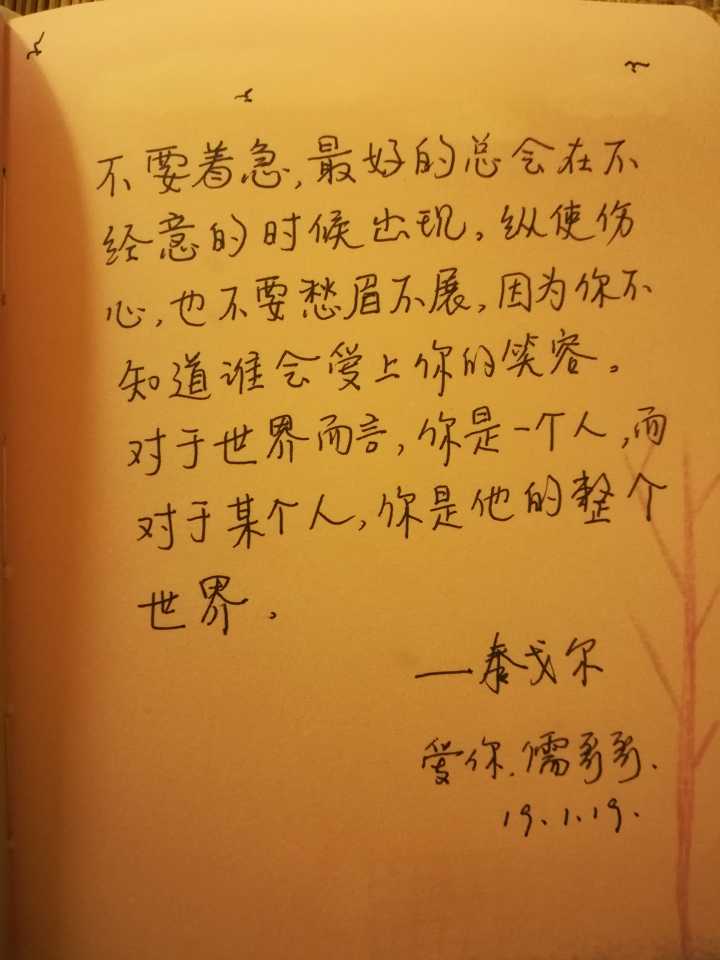 不要着急,最好的总会在不
经意的时候出现。纵使伤
心,也不要愁眉不展,因为你不
知道谁会爱上你的笑容。
对于世界而言,你是一个人,而
对于某个人,你是他的整个
世界。
—泰戈尔
爱你.儒哥哥.
19.1.19.